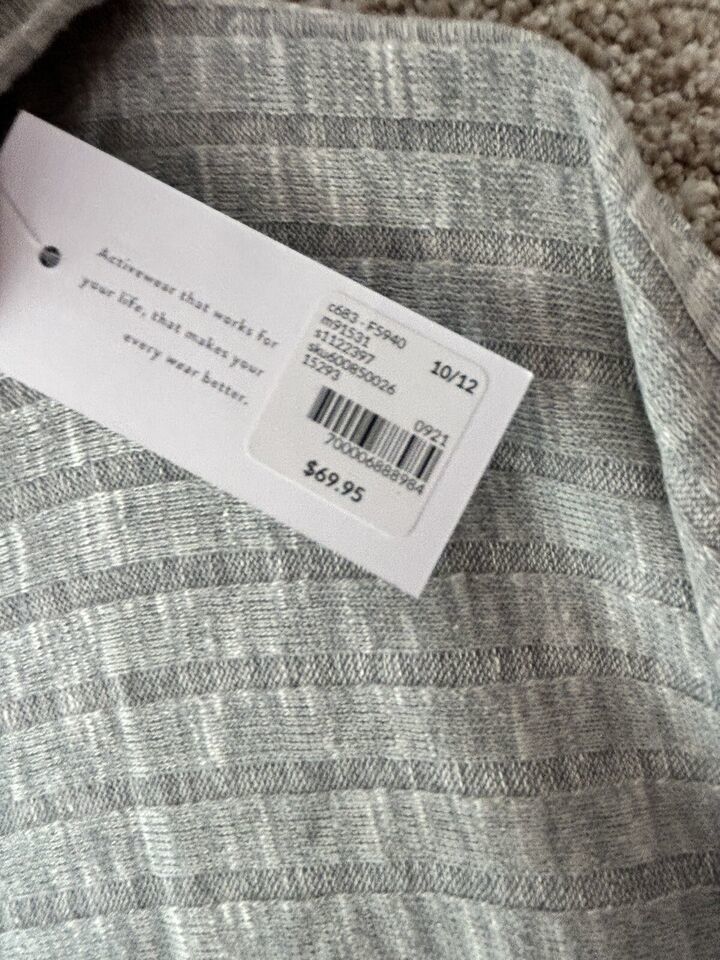 Activewear that works for
your life, that makes your
every wear better.
c683 - F5940
m91531
s1122397
sku600850026
15293
10/12
0921
700006888984
$69.95